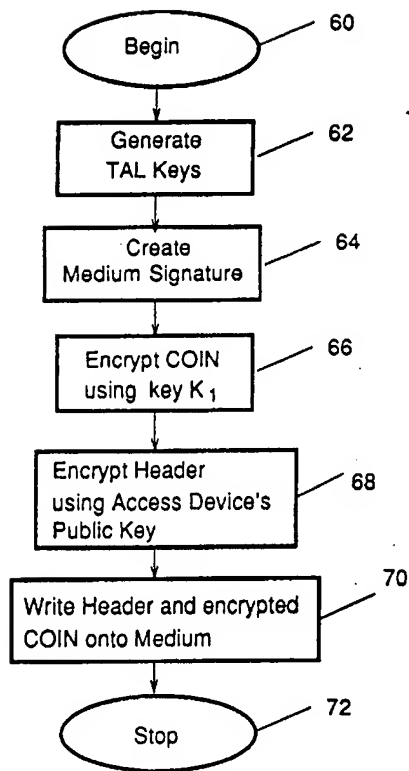 Begin
60
Generate
TAL Keys
62
Create
Medium Signature
64
Encrypt COIN
using key K₁
66
Encrypt Header
using Access Device's
Public Key
68
Write Header and encrypted
COIN onto Medium
70
Stop
72